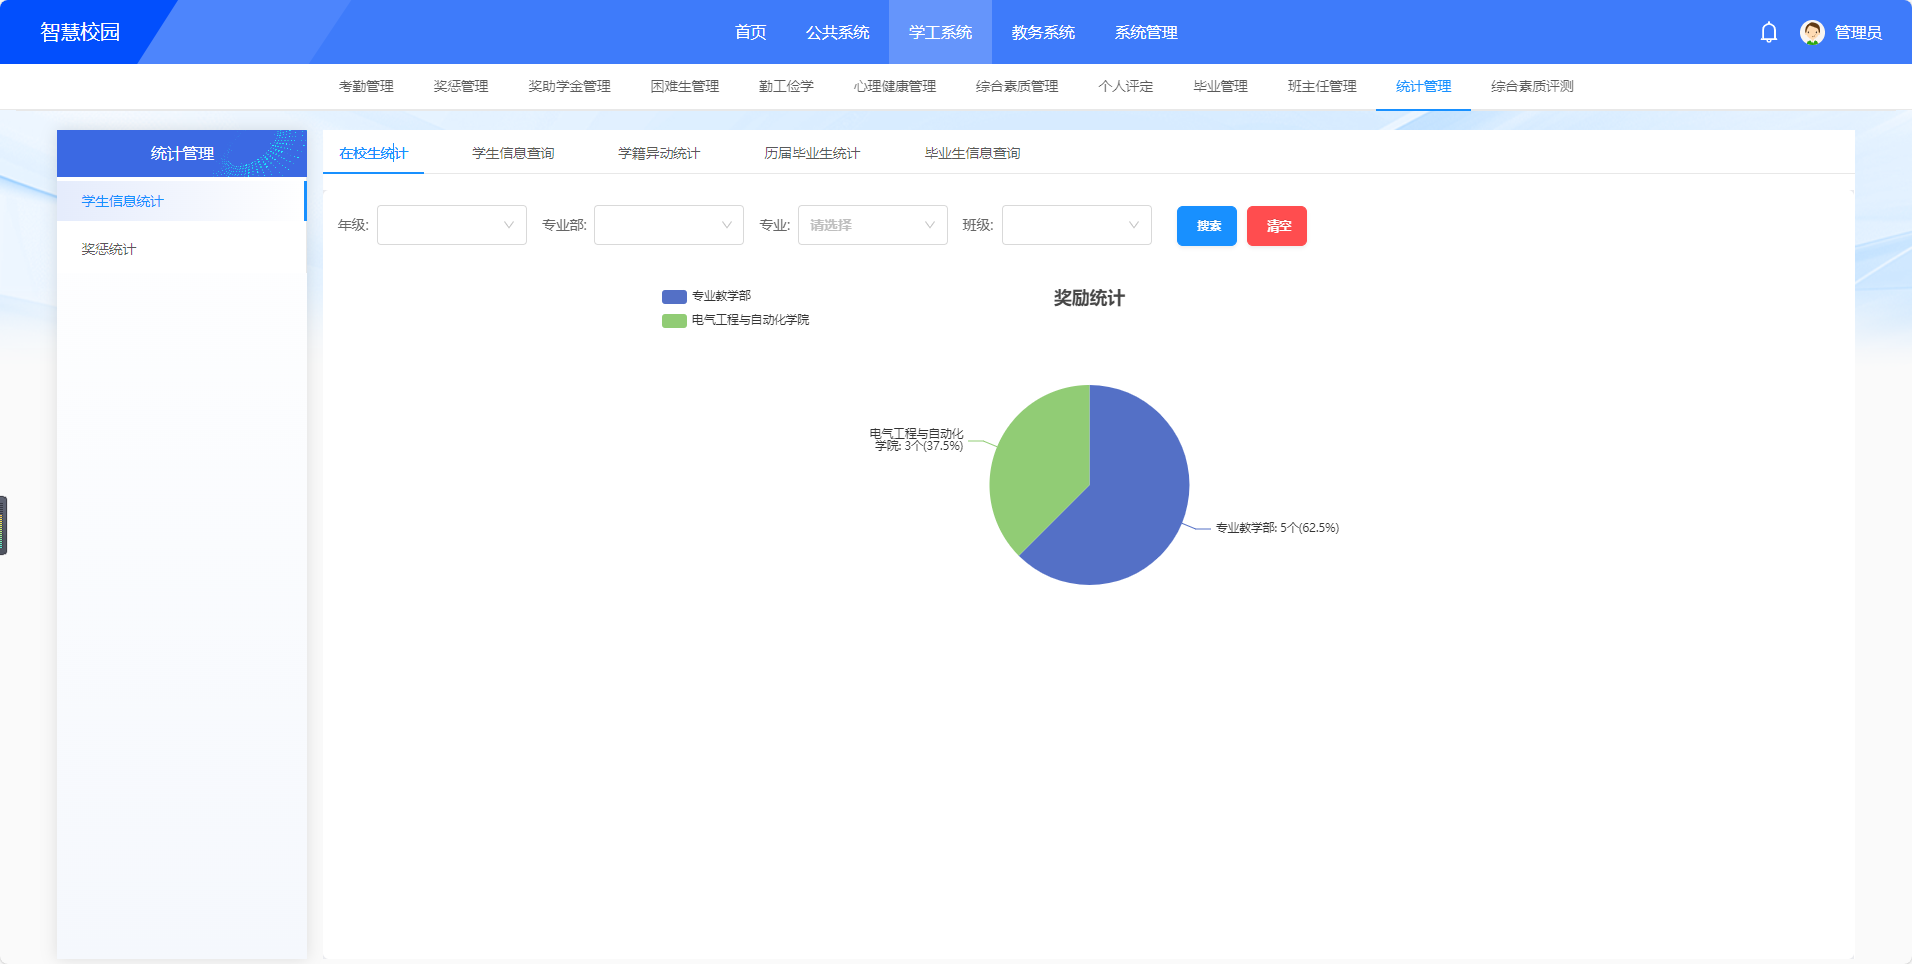 智慧校园
首页 公共系统 学工系统 教务系统 系统管理
管理员
考勤管理 奖惩管理 奖助学金管理 困难生管理 勤工俭学 心理健康管理 综合素质管理 个人评定 毕业管理 班主任管理 统计管理 综合素质评测
统计管理
学生信息统计
奖惩统计
在校生统计 学生信息查询 学籍异动统计 历届毕业生统计 毕业生信息查询
年级: 专业部: 专业: 请选择 班级: 搜索 清空
专业教学部
电气工程与自动化学院
奖励统计
电气工程与自动化
学院: 3个(37.5%)
专业教学部: 5个(62.5%)